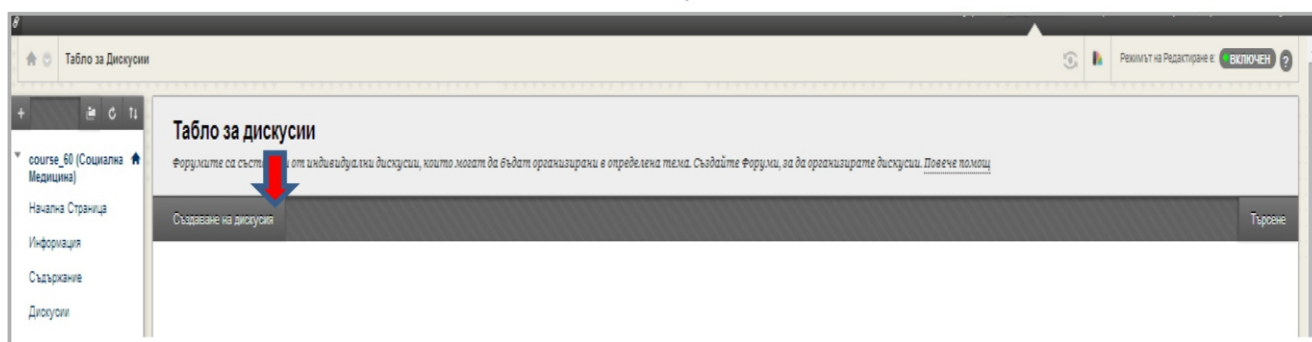 Табло за Дискусии
Режимът на Редактиране е: ВКЛЮЧЕН ?
Табло за дискусии
Форумите са от индивидуални дискусии, които могат да бъдат организирани в определена тема. Създайте Форуми, за да организирате дискусии. Повече помощ
Създаване на дискусия
Търсене
course_60 (Социална
Медицина)
Начална Страница
Информация
Съдържание
Дискусии